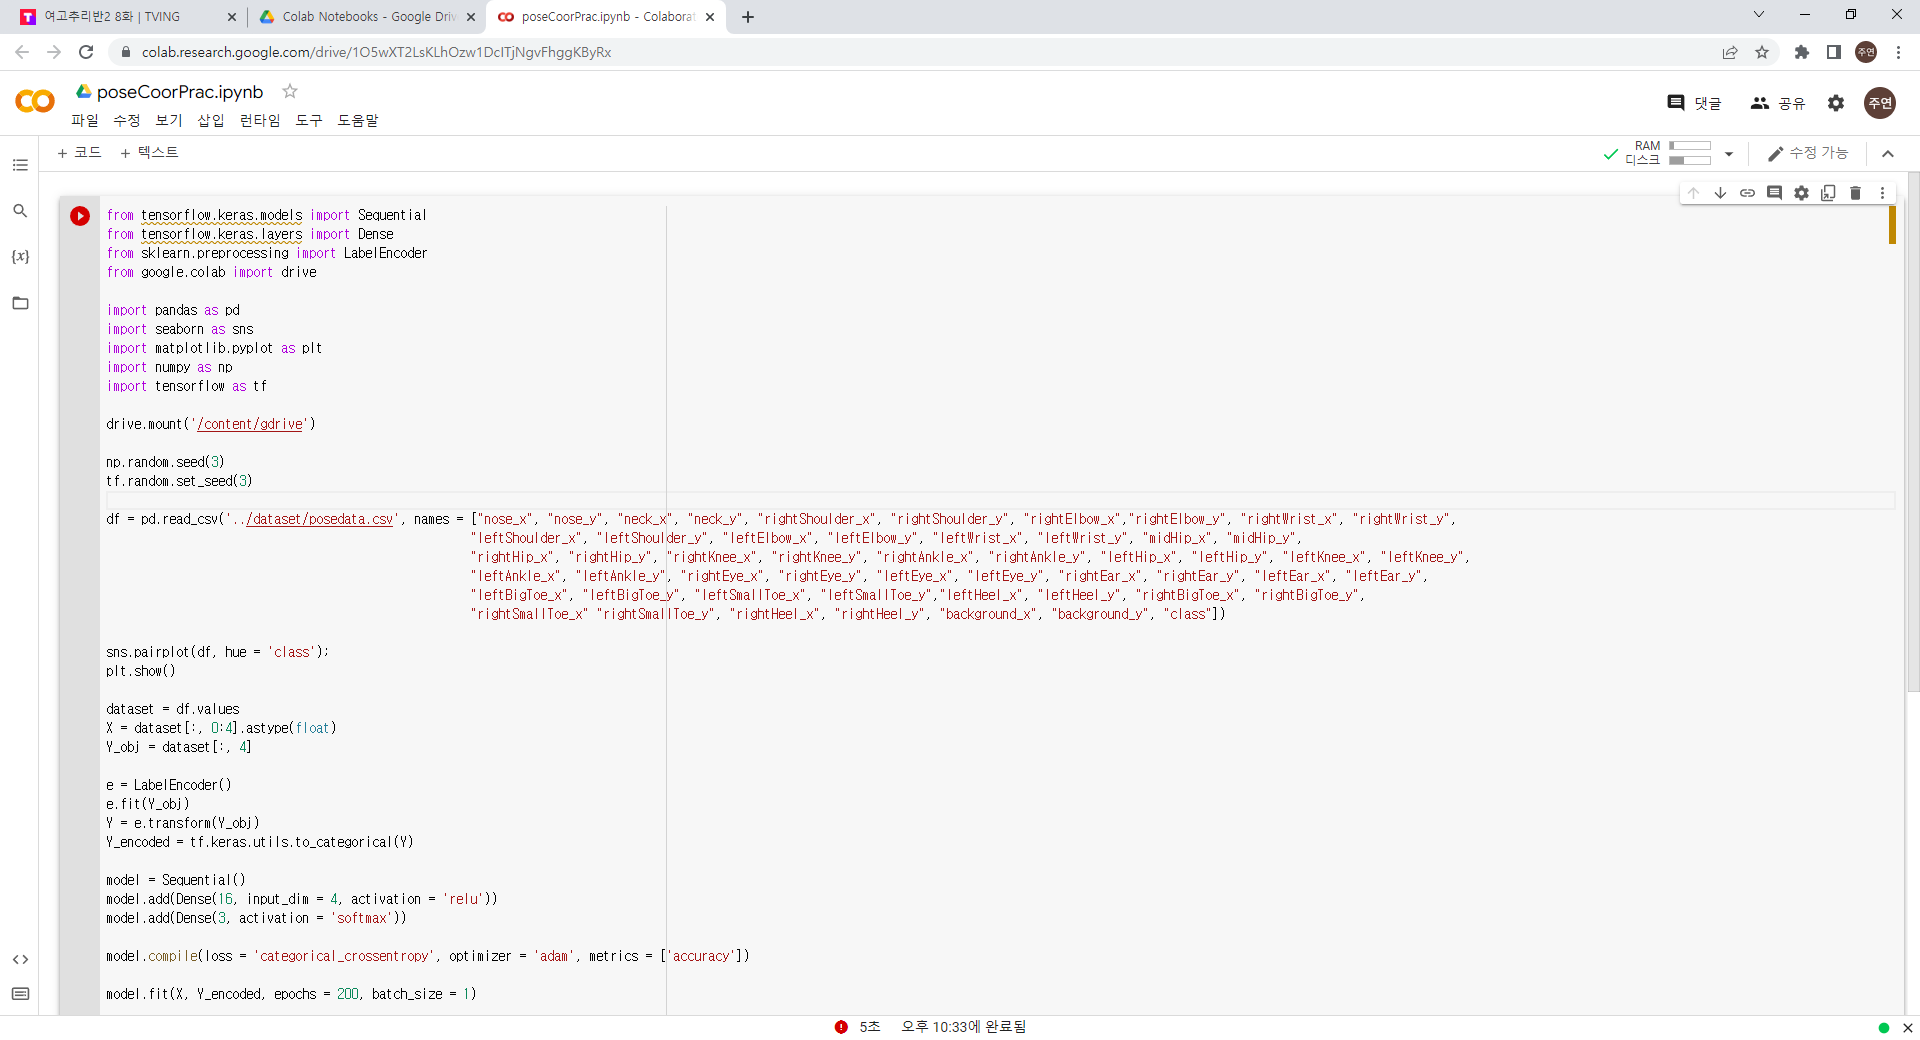 여고추리반2 8화 | TVING
Colab Notebooks - Google Driv
poseCoorPrac.ipynb - Colaborat
colab.research.google.com/drive/1O5wXT2LsKLhOzw1DcITjNgvFhggKByRx
주연
poseCoorPrac.ipynb
댓글
공유
주연
파일 수정 보기 삽입 런타임 도구 도움말
+ 코드 + 텍스트
RAM
디스크
수정 가능
{x}
from tensorflow.keras.models import Sequential
from tensorflow.keras.layers import Dense
from sklearn.preprocessing import LabelEncoder
from google.colab import drive
import pandas as pd
import seaborn as sns
import matplotlib.pyplot as plt
import numpy as np
import tensorflow as tf
drive.mount('/content/gdrive')
np.random.seed(3)
tf.random.set_seed(3)
df = pd.read_csv('../dataset/posedata.csv', names = ["nose_x", "nose_y", "neck_x", "neck_y", "rightShoulder_x", "rightShoulder_y", "rightElbow_x","rightElbow_y", "rightWrist_x", "rightWrist_y",
"leftShoulder_x", "leftShoulder_y", "leftElbow_x", "leftElbow_y", "leftWrist_x", "leftWrist_y", "midHip_x", "midHip_y",
"rightHip_x", "rightHip_y", "rightKnee_x", "rightKnee_y", "rightAnkle_x", "rightAnkle_y", "leftHip_x", "leftHip_y", "leftKnee_x", "leftKnee_y",
"leftAnkle_x", "leftAnkle_y", "rightEye_x", "rightEye_y", "leftEye_x", "leftEye_y", "rightEar_x", "rightEar_y", "leftEar_x", "leftEar_y",
"leftBigToe_x", "leftBigToe_y", "leftSmallToe_x", "leftSmallToe_y","leftHeel_x", "leftHeel_y", "rightBigToe_x", "rightBigToe_y",
"rightSmallToe_x" "rightSmallToe_y", "rightHeel_x", "rightHeel_y", "background_x", "background_y", "class"])
sns.pairplot(df, hue = 'class');
plt.show()
dataset = df.values
X = dataset[:, 0:4].astype(float)
Y_obj = dataset[:, 4]
e = LabelEncoder()
e.fit(Y_obj)
Y = e.transform(Y_obj)
Y_encoded = tf.keras.utils.to_categorical(Y)
model = Sequential()
model.add(Dense(16, input_dim = 4, activation = 'relu'))
model.add(Dense(3, activation = 'softmax'))
model.compile(loss = 'categorical_crossentropy', optimizer = 'adam', metrics = ['accuracy'])
model.fit(X, Y_encoded, epochs = 200, batch_size = 1)
5초 오후 10:33에 완료됨